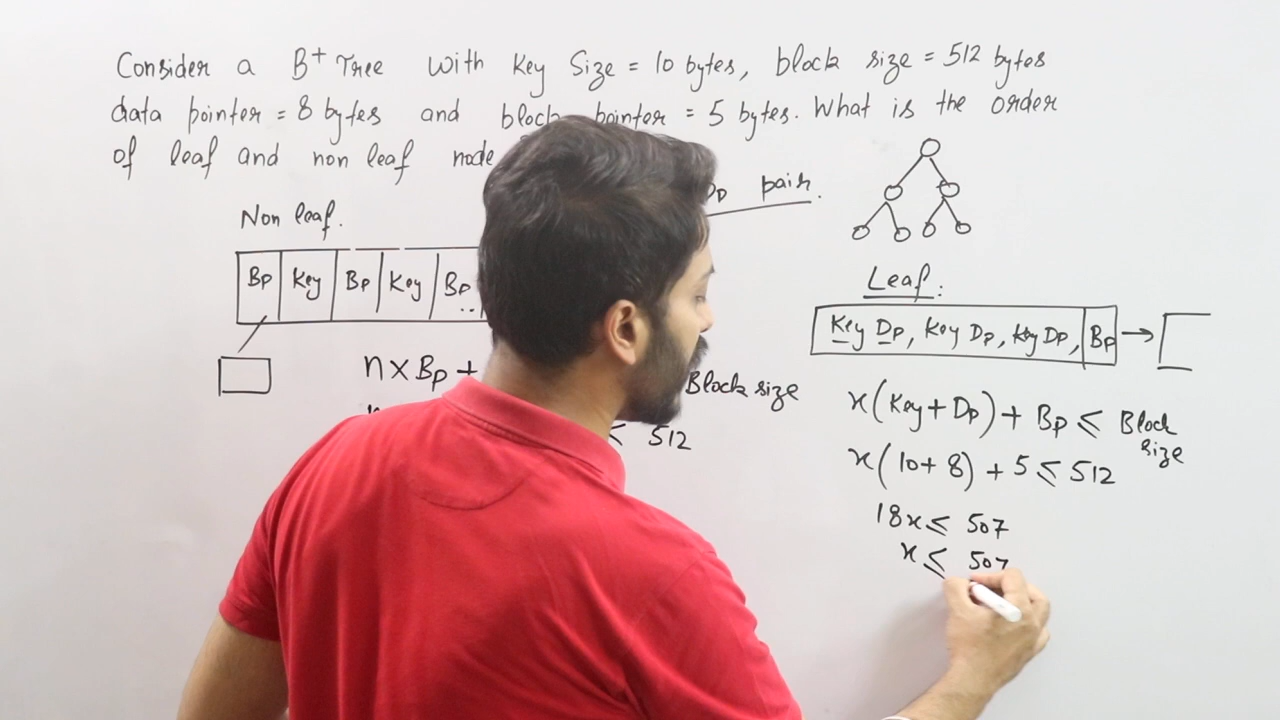 Consider a B+ Tree with Key Size = 10 bytes, block size = 512 bytes
data pointer = 8 bytes and block pointer = 5 bytes. What is the order
of leaf and non leaf node
Dp pair.
Non leaf.
Bp Key Bp Key Bp ..
n×Bp +
Block size
≤ 512
Leaf:
Key Dp, Key Dp, Key Dp, Bp →
x(Key+Dp) + Bp ≤ Block
size
x(10+8) + 5 ≤ 512
18x ≤ 507
x ≤ 507